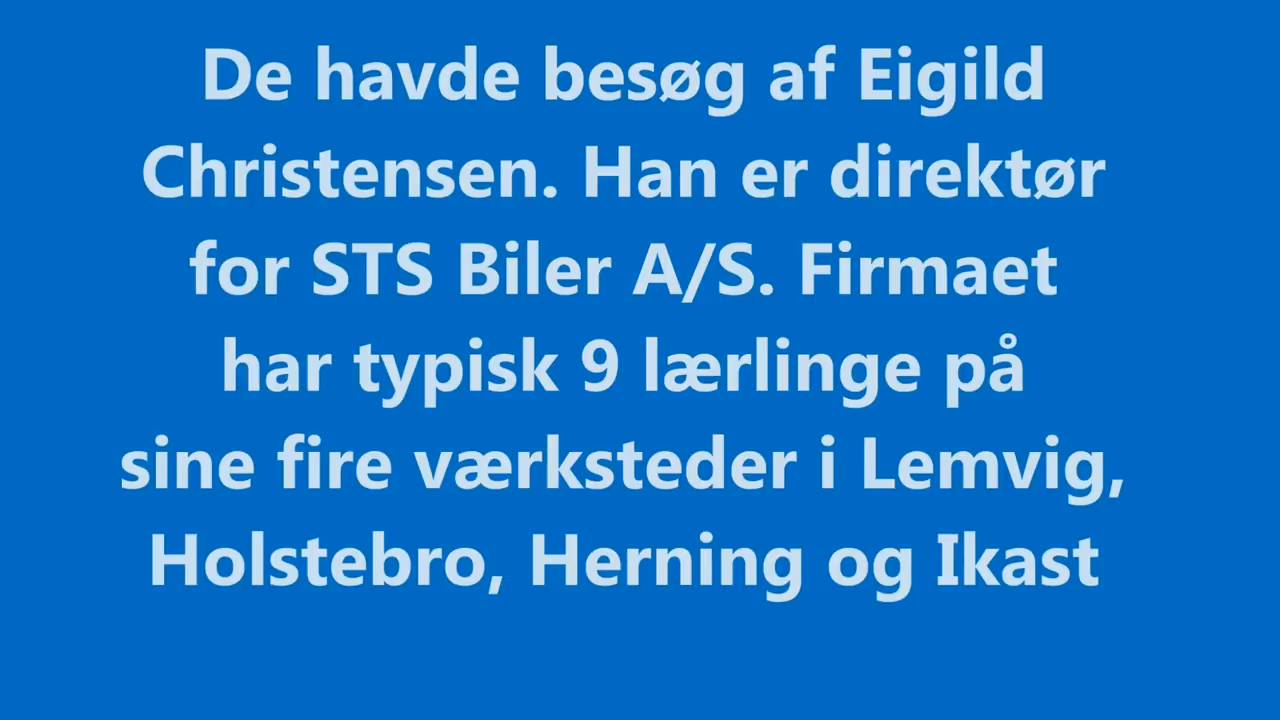 De havde besøg af Eigild
Christensen. Han er direktør
for STS Biler A/S. Firmaet
har typisk 9 lærlinge på
sine fire værksteder i Lemvig,
Holstebro, Herning og Ikast